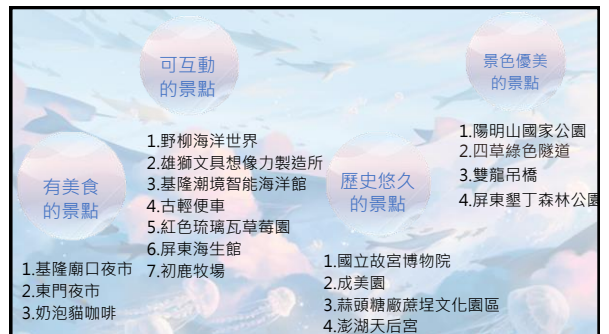 可互動
的景點
1.野柳海洋世界
2.雄獅文具想像力製造所
3.基隆潮境智能海洋館
4.古輕便車
5.紅色琉璃瓦草莓園
6.屏東海生館
7.初鹿牧場
景色優美
的景點
1.陽明山國家公園
2.四草綠色隧道
3.雙龍吊橋
4.屏東墾丁森林公園
有美食
的景點
1.基隆廟口夜市
2.東門夜市
3.奶泡貓咖啡
歷史悠久
的景點
1.國立故宮博物院
2.成美園
3.蒜頭糖廠蔗埕文化園區
4.澎湖天后宮